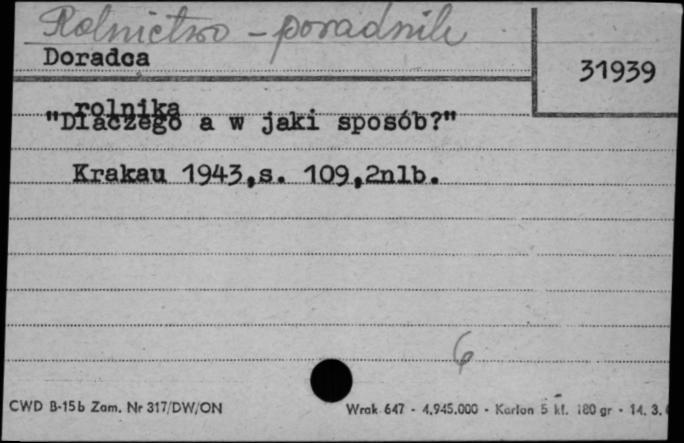 Rolnictwo - poradnik
Doradca
31939
rolnika
"Dlaczego a w jaki sposób?"
Krakau 1943,s. 109,2nlb.
6
CWD B-15b Zam. Nr 317/DW/ON
Wrak 647 - 4.945.000 - Karton 5 kl. 180 gr - 14. 3.